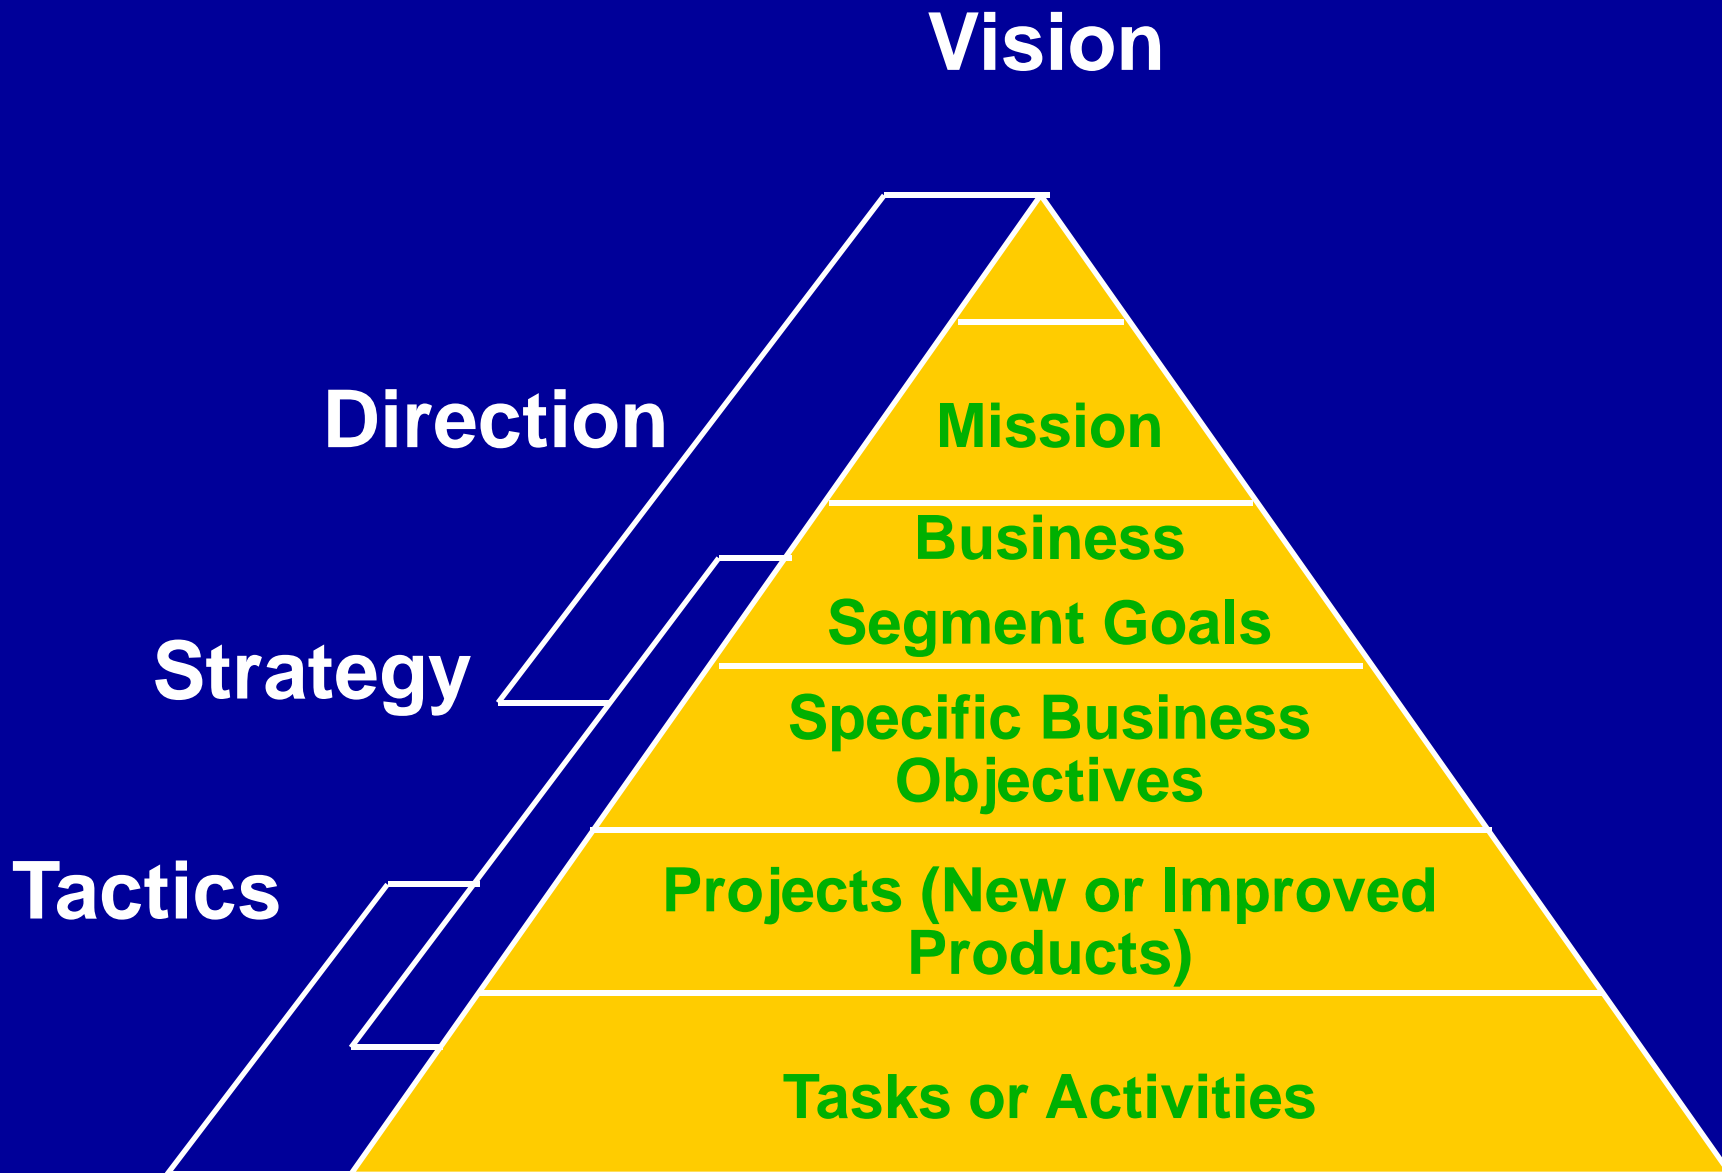 Vision
Direction
Mission
Business
Segment Goals
Strategy
Specific Business
Objectives
Tactics
Projects (New or Improved
Products)
Tasks or Activities